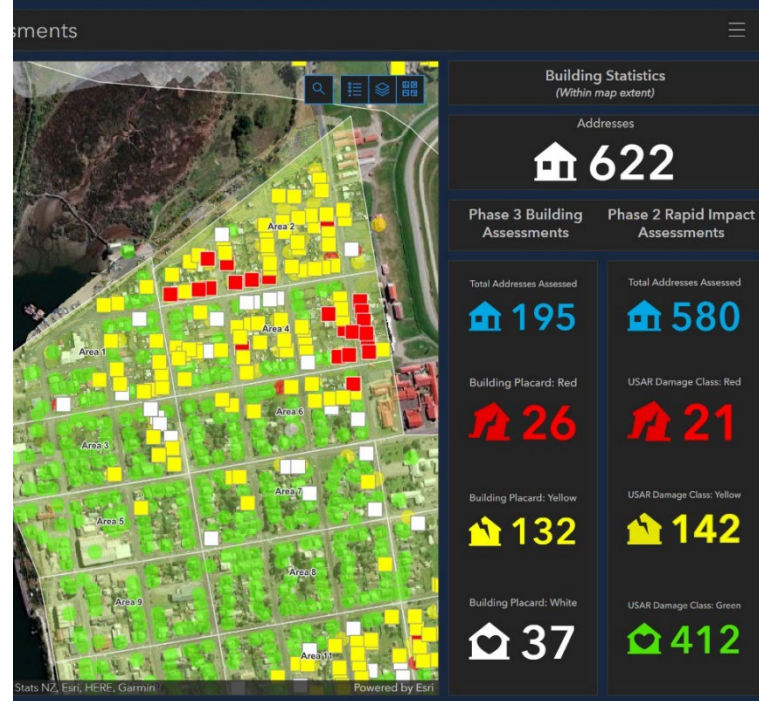 sments
Building Statistics
(Within map extent)
Addresses
622
Phase 3 Building
Assessments
Phase 2 Rapid Impact
Assessments
Total Addresses Assessed
195
Building Placard: Red
26
Building Placard: Yellow
132
Building Placard: White
37
Total Addresses Assessed
580
USAR Damage Class: Red
21
USAR Damage Class: Yellow
142
USAR Damage Class: Green
412
Area 2
Area 4
Area 1
Area 6
Area 3
Area 7
Area 5
Area 8
Area 9
Area 11
Stats NZ, Esri, HERE, Garmin
Powered by Esri